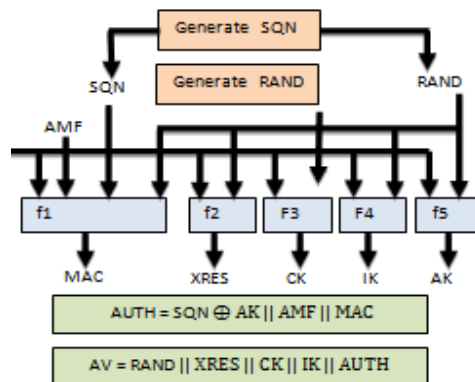 Generate SQN
SQN
Generate RAND
RAND
AMF
f1
f2
F3
F4
f5
MAC
XRES
CK
IK
AK
AUTH = SQN ⊕ AK || AMF || MAC
AV = RAND || XRES || CK || IK || AUTH